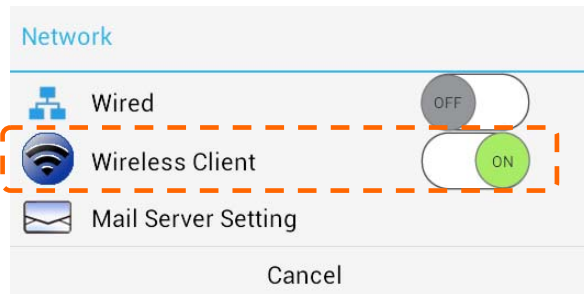 Network
Wired OFF
Wireless Client ON
Mail Server Setting
Cancel